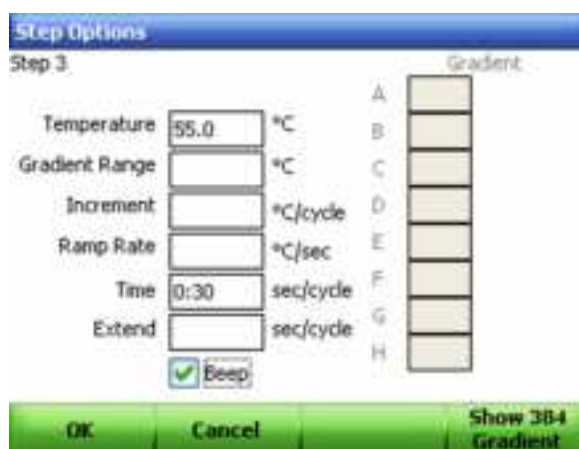 Step Options
Step 3
Gradient
Temperature 55.0 °C
Gradient Range °C
Increment °C/cycle
Ramp Rate °C/sec
Time 0:30 sec/cycle
Extend sec/cycle
Beep
A
B
C
D
E
F
G
H
OK
Cancel
Show 384
Gradient